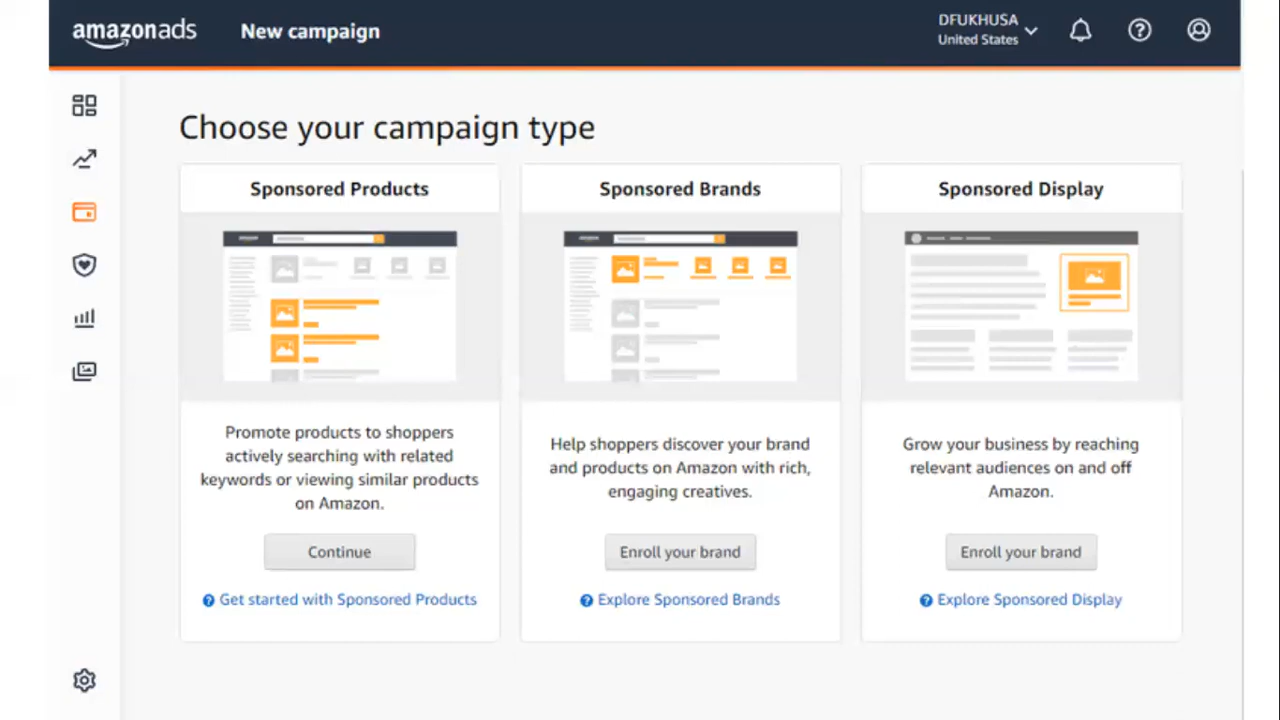 amazonads
New campaign
DFUKHUSA
United States
Choose your campaign type
Sponsored Products
Promote products to shoppers
actively searching with related
keywords or viewing similar products
on Amazon.
Continue
Get started with Sponsored Products
Sponsored Brands
Help shoppers discover your brand
and products on Amazon with rich,
engaging creatives.
Enroll your brand
Explore Sponsored Brands
Sponsored Display
Grow your business by reaching
relevant audiences on and off
Amazon.
Enroll your brand
Explore Sponsored Display